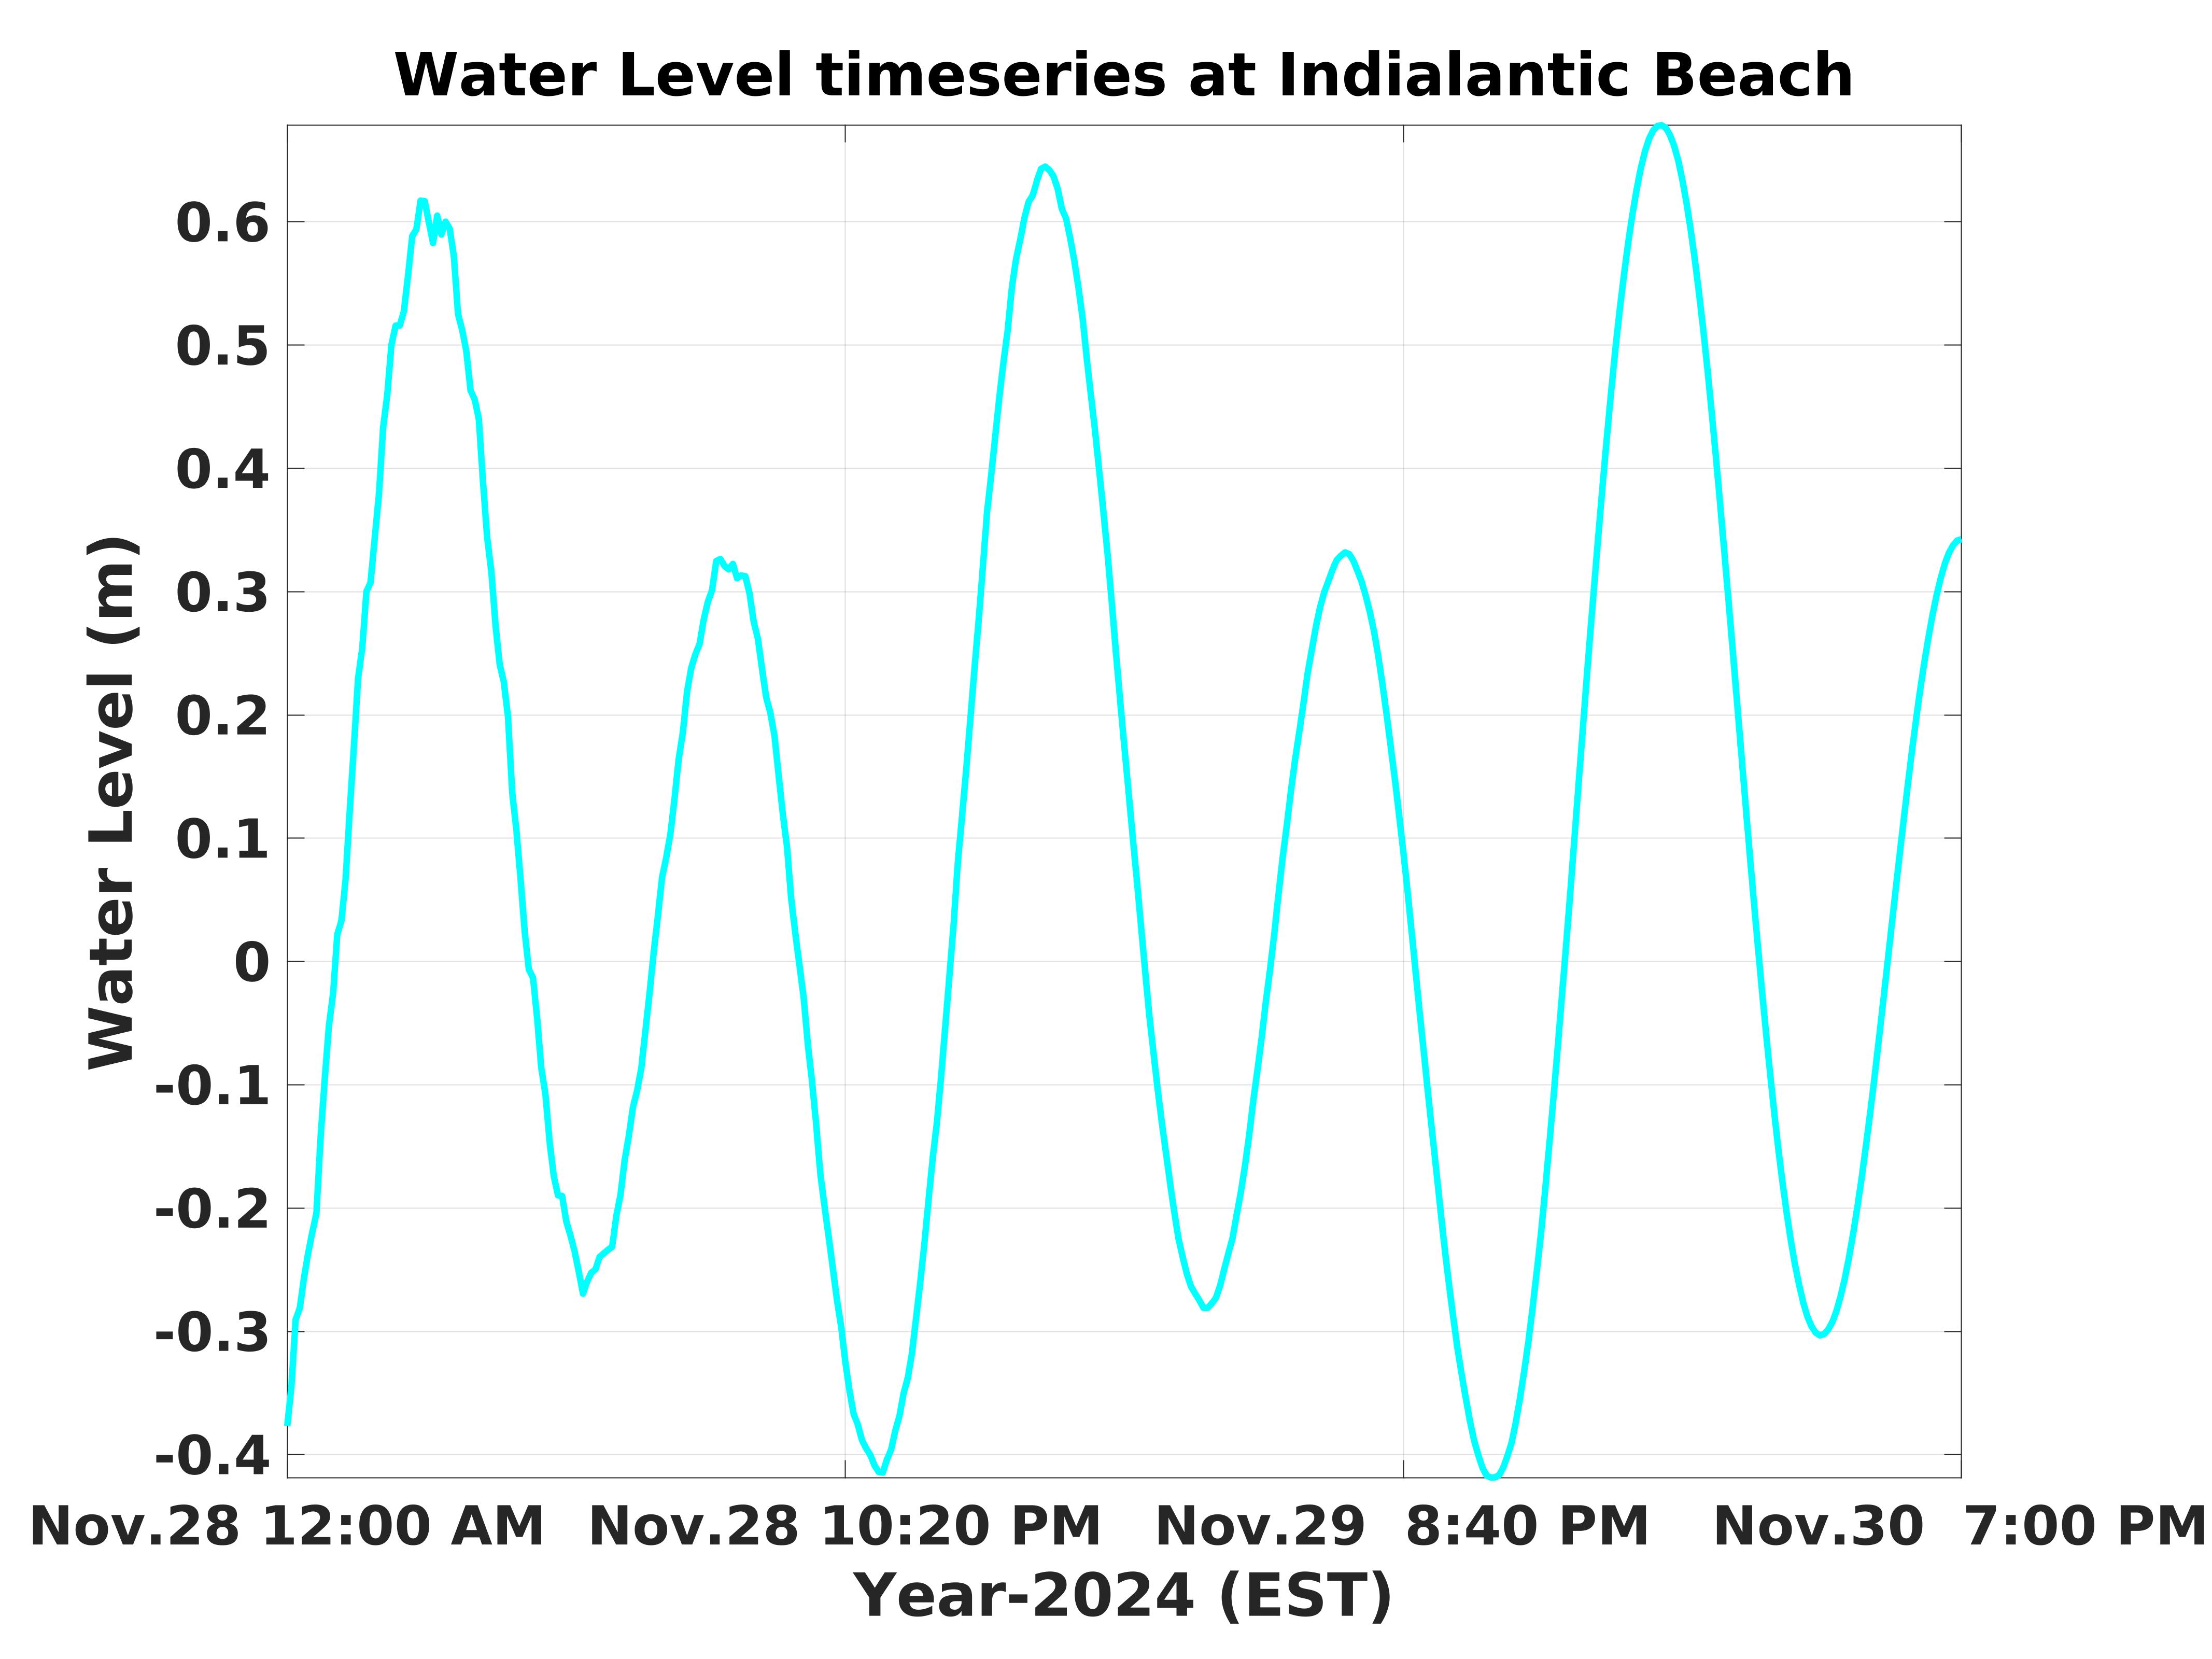 Water Level timeseries at Indialantic Beach
Water Level (m)
0.6
0.5
0.4
0.3
0.2
0.1
0
-0.1
-0.2
-0.3
-0.4
Nov.28 12:00 AM Nov.28 10:20 PM Nov.29 8:40 PM Nov.30 7:00 PM
Year-2024 (EST)